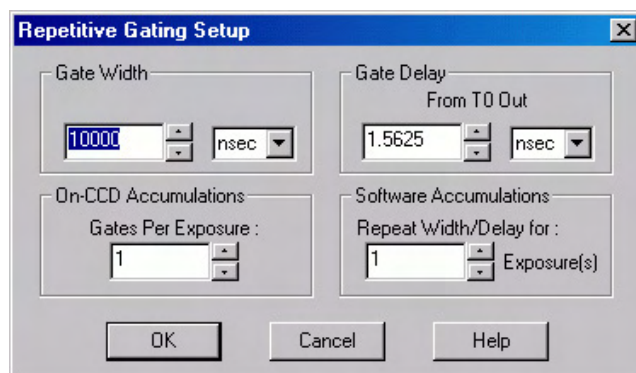 Repetitive Gating Setup
Gate Width
10000 nsec
Gate Delay
From T0 Out
1.5625 nsec
On-CCD Accumulations
Gates Per Exposure :
1
Software Accumulations
Repeat Width/Delay for :
1 Exposure(s)
OK Cancel Help